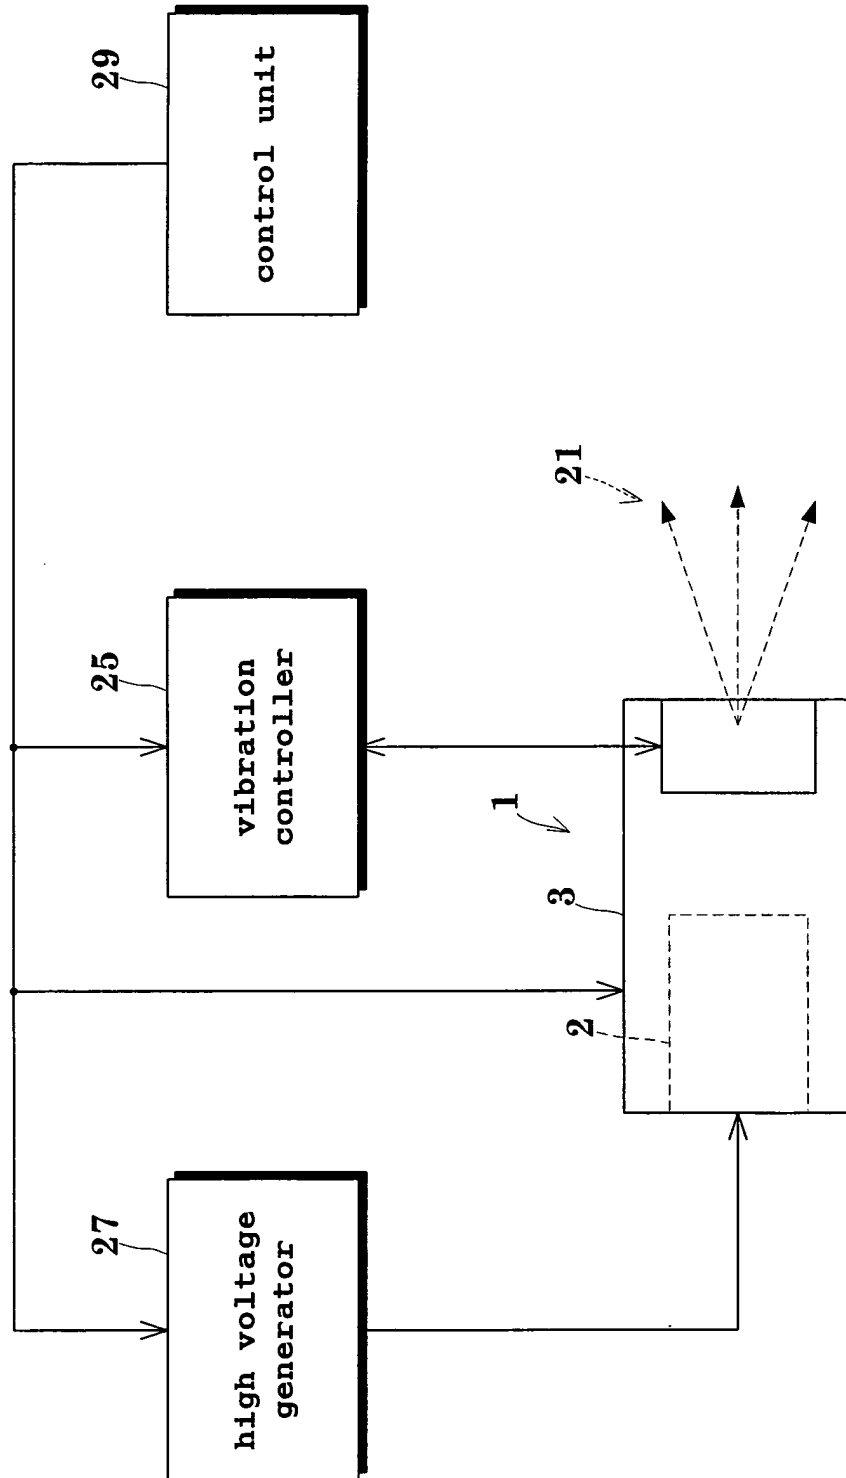 27
high voltage
generator
25
vibration
controller
29
control unit
1
21
3
2